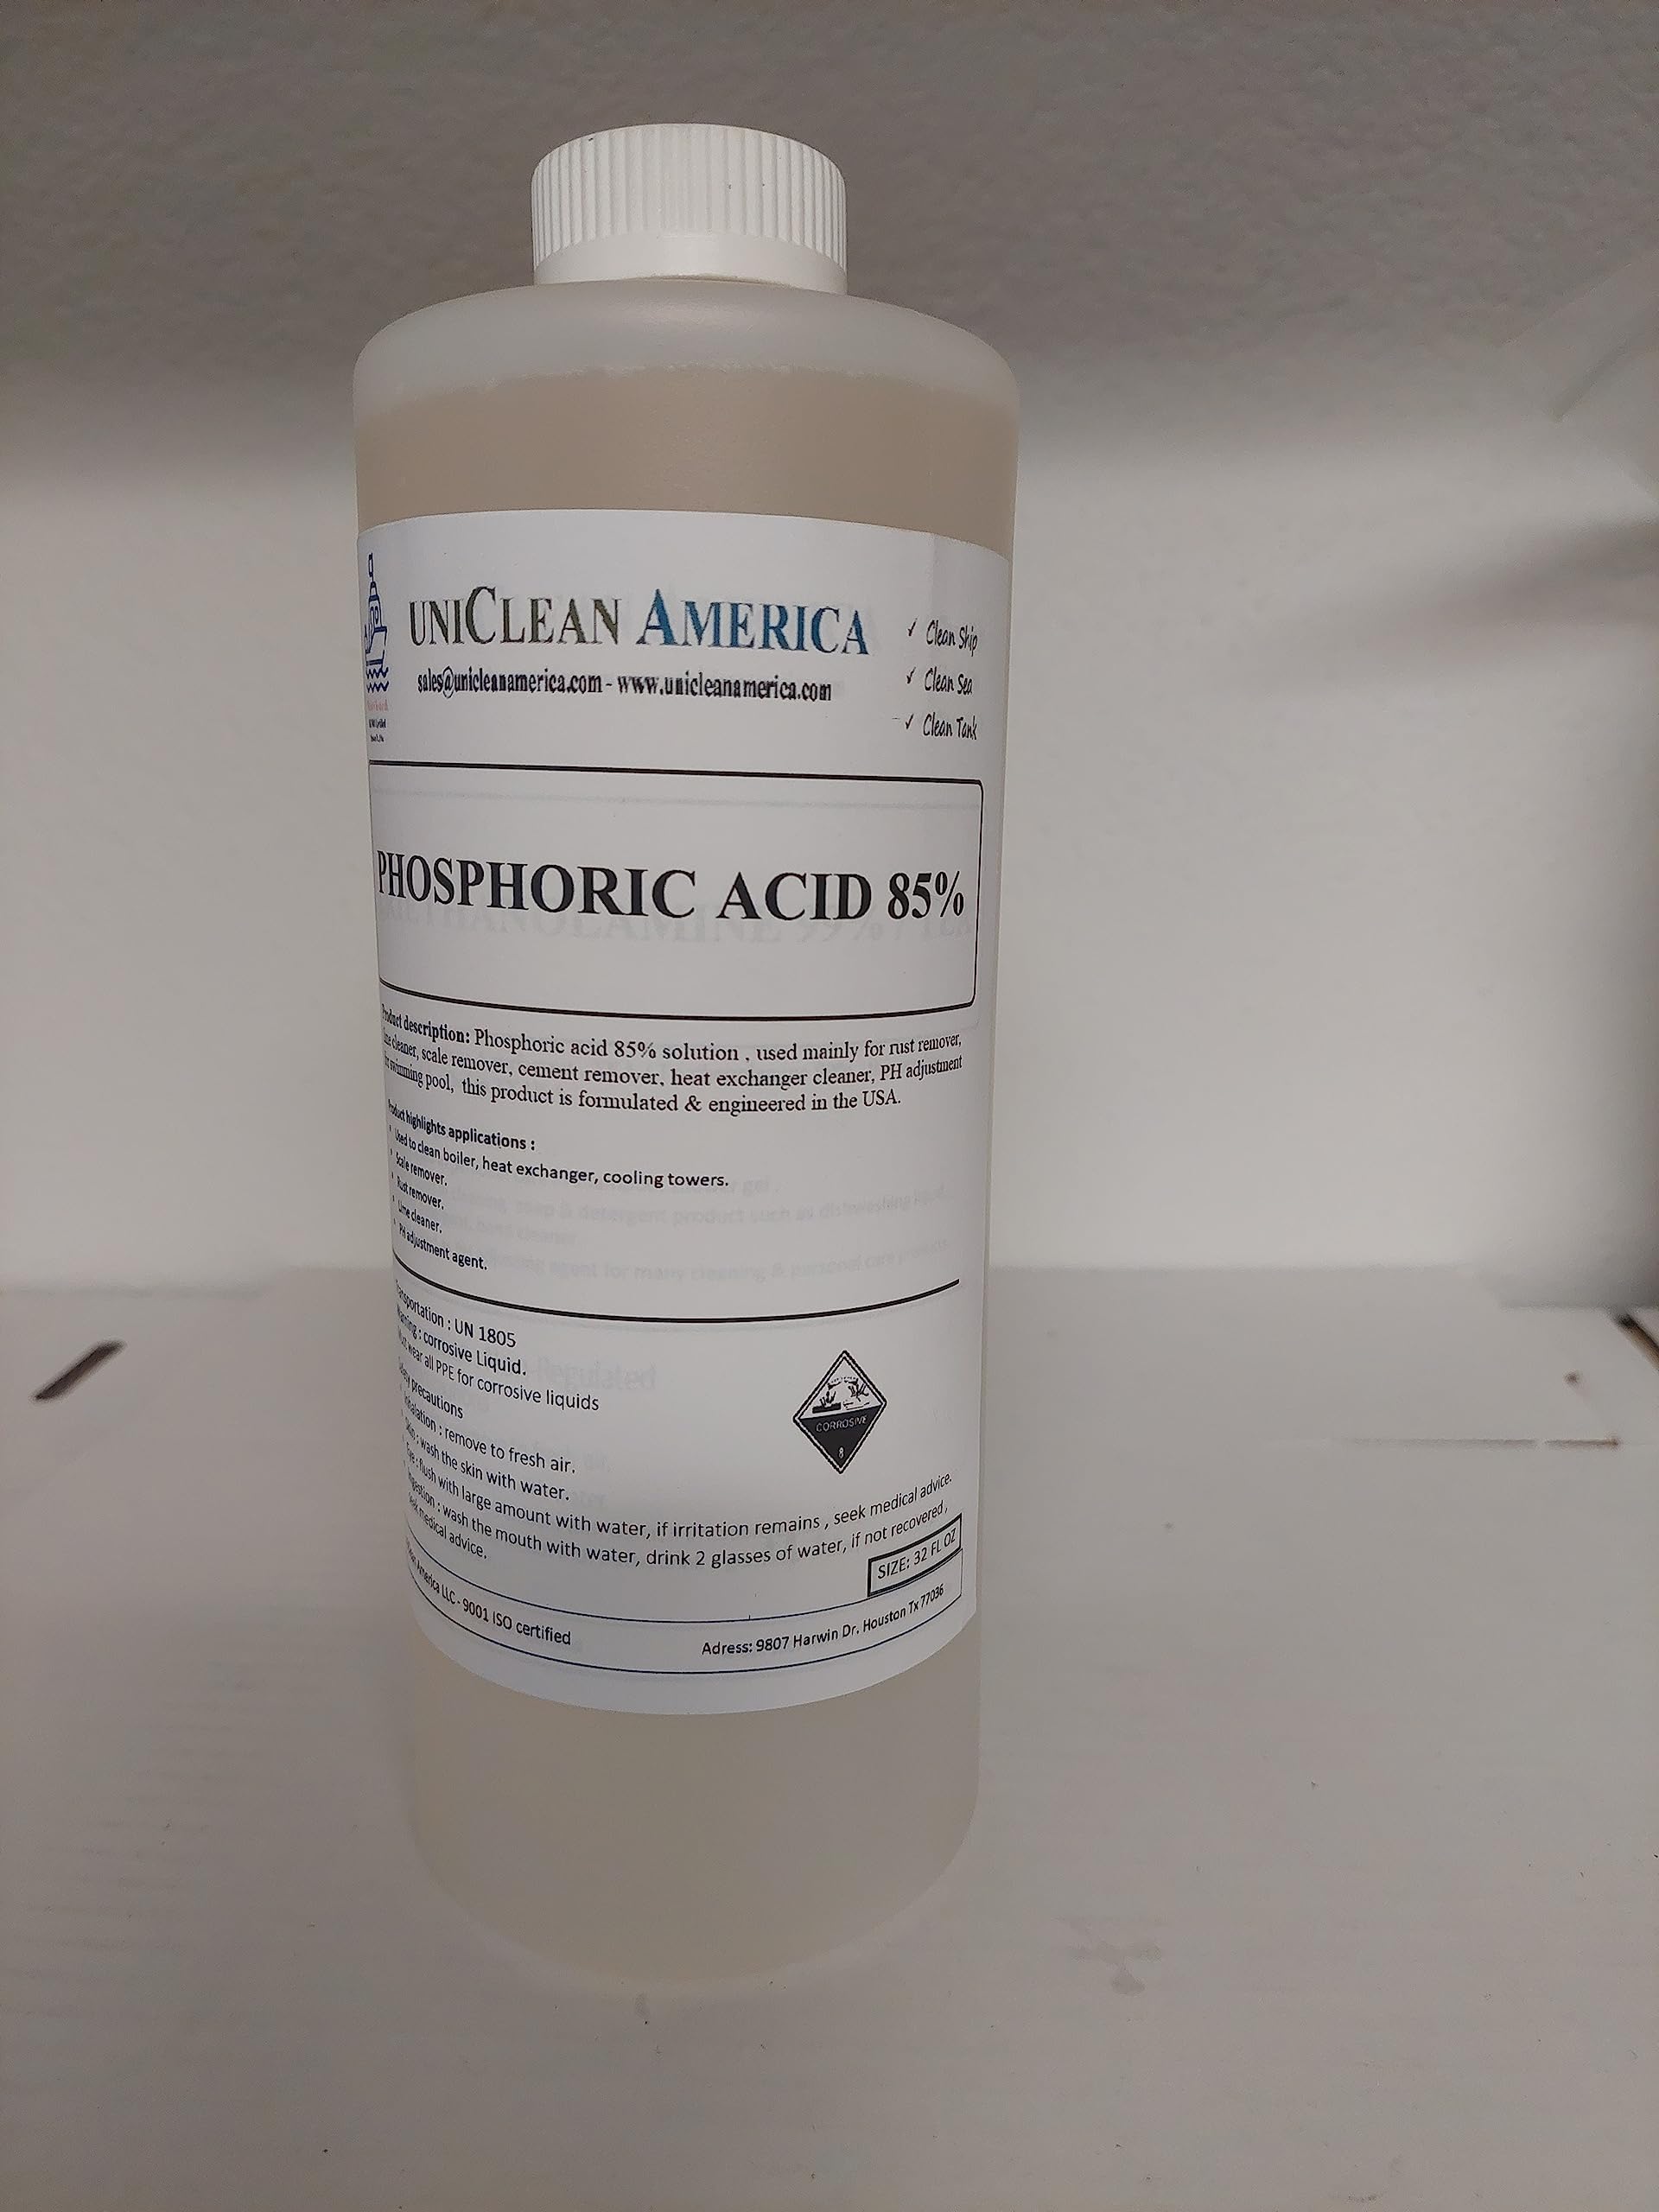 UNICLEAN AMERICA
sales@unicleanamerica.com - www.unicleanamerica.com
✓ Clean Ship
✓ Clean Sea
✓ Clean Tank
PHOSPHORIC ACID 85%
Product description: Phosphoric acid 85% solution , used mainly for rust remover,
cleaner, scale remover, cement remover, heat exchanger cleaner, PH adjustment
swimming pool, this product is formulated & engineered in the USA.
Product highlights applications :
Used to clean boiler, heat exchanger, cooling towers.
Scale remover.
Rust remover.
Lime cleaner.
PH adjustment agent.
Transportation : UN 1805
Warning : corrosive Liquid.
wear all PPE for corrosive liquids
precautions
Inhalation : remove to fresh air.
Skin : wash the skin with water.
Eye : flush with large amount with water, if irritation remains , seek medical advice.
Ingestion : wash the mouth with water, drink 2 glasses of water, if not recovered,
Seek medical advice.
CORROSIVE
8
SIZE: 32 FL OZ
America LLC - 9001 ISO certified
Adress: 9807 Harwin Dr. Houston Tx 77036